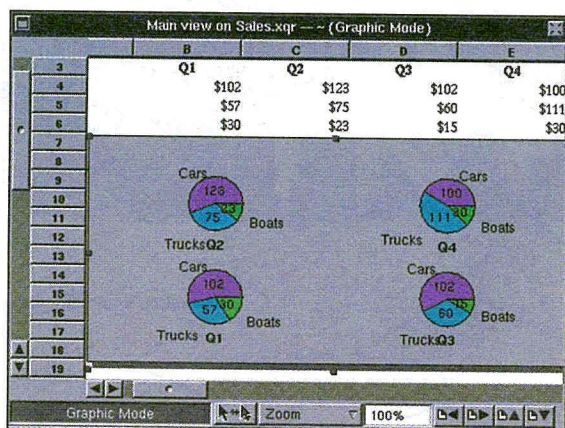 Main view on Sales.xqr — ~ (Graphic Mode)
B C D E
3 Q1 Q2 Q3 Q4
4 $102 $123 $102 $100
5 $57 $75 $60 $111
6 $30 $23 $15 $30
7
8
9 Cars Cars
10 123 100
11 75 23 Boats 111 30 Boats
12 Trucks Q2 Trucks Q4
13
14 Cars Cars
15 102 102
16 57 30 Boats 60 15 Boats
17 Trucks Q1 Trucks Q3
18
19
Graphic Mode Zoom 100%